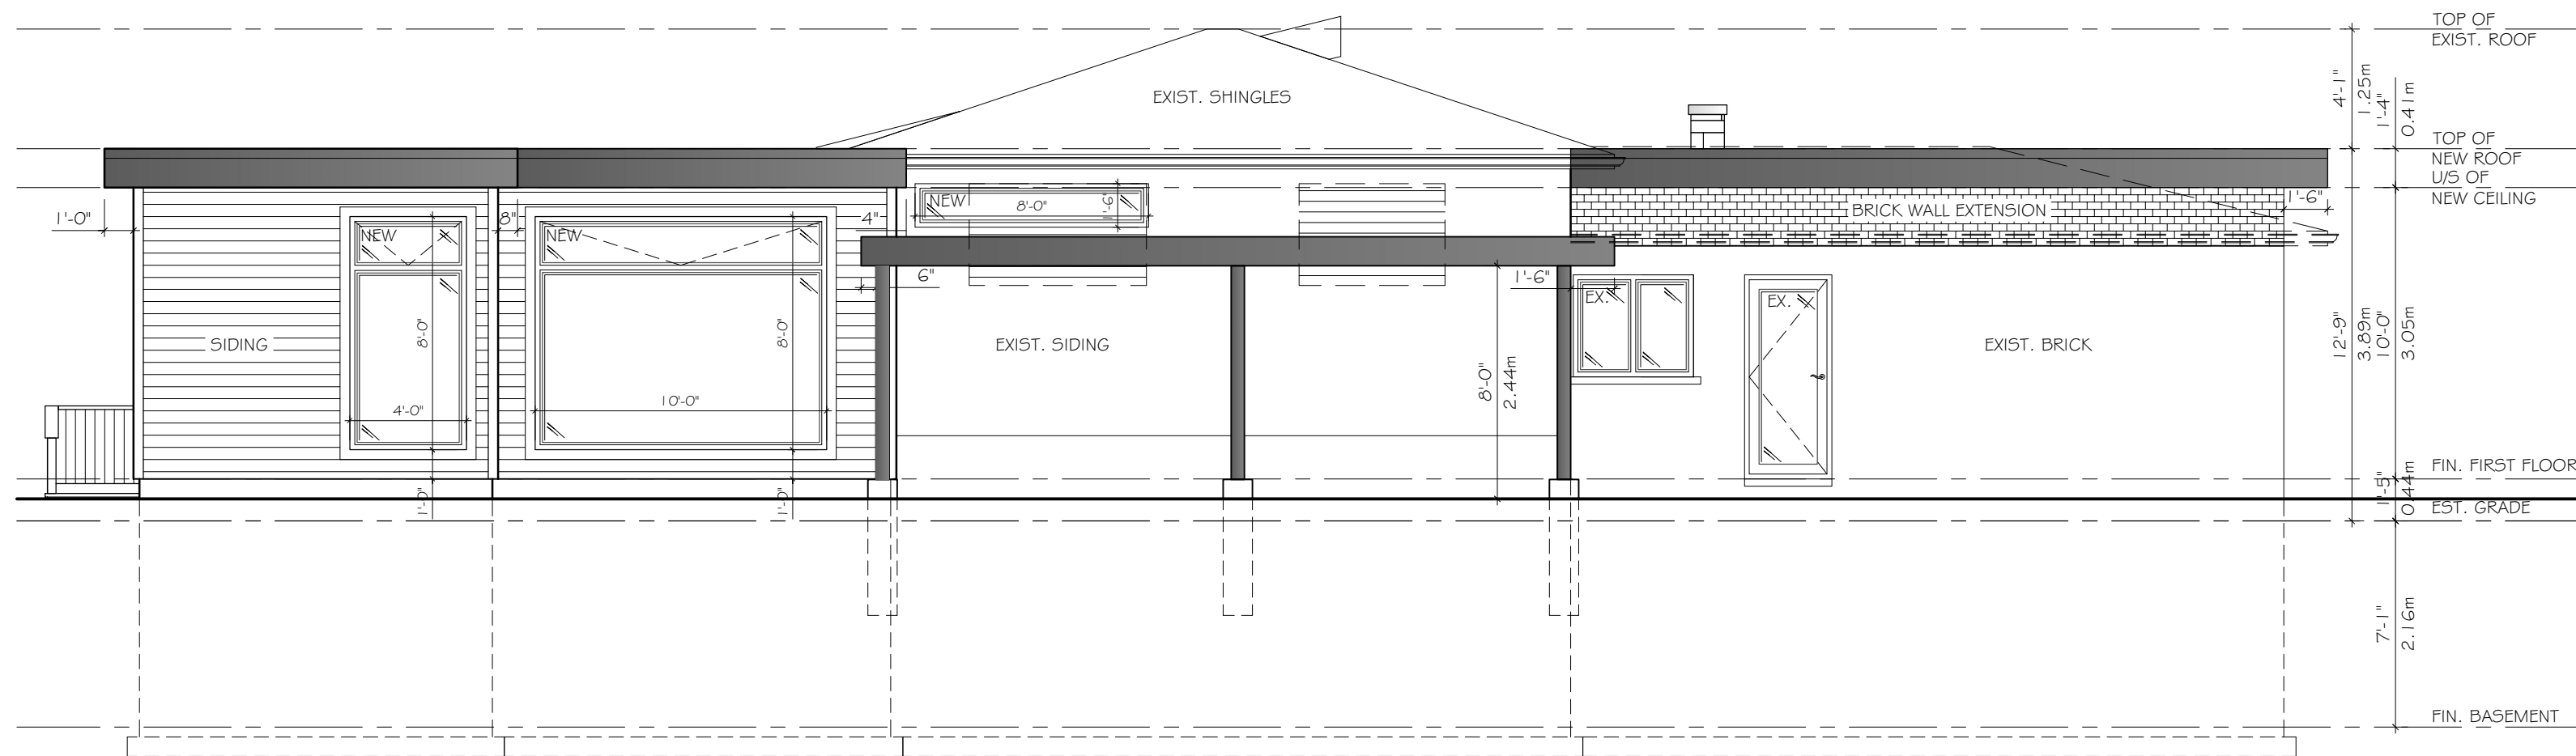 TOP OF
EXIST. ROOF
4'-1"
1.25m
1'-4"
0.41m
EXIST. SHINGLES
TOP OF
NEW ROOF
U/S OF
NEW CEILING
1'-0"
NEW
8"
NEW
4"
NEW
8'-0"
1'-6"
BRICK WALL EXTENSION
1'-6"
6"
1'-6"
EX.
EX.
SIDING
8'-0"
8'-0"
EXIST. SIDING
EXIST. BRICK
8'-0"
2.44m
12'-9"
3.89m
10'-0"
3.05m
4'-0"
10'-0"
FIN. FIRST FLOOR
1'-0"
1'-0"
1'-5"
0.44m
EST. GRADE
7'-1"
2.16m
FIN. BASEMENT